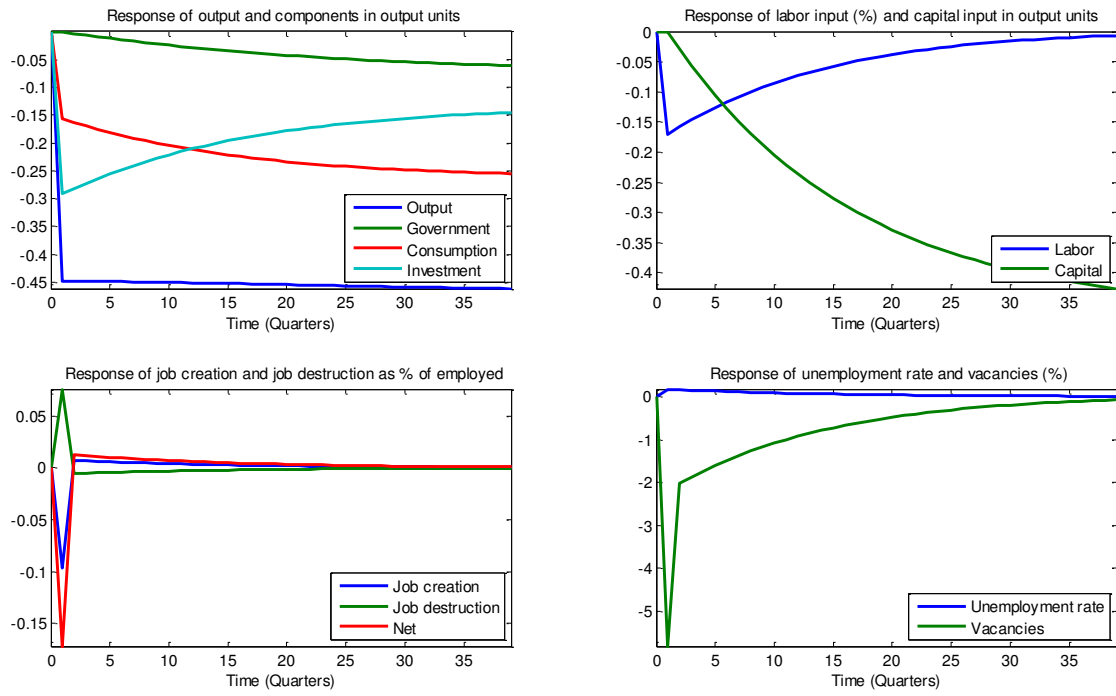 Response of output and components in output units
-0.05
-0.1
-0.15
-0.2
-0.25
-0.3
-0.35
-0.4
-0.45
0 5 10 15 20 25 30 35
Time (Quarters)
Output
Government
Consumption
Investment
Response of labor input (%) and capital input in output units
0
-0.05
-0.1
-0.15
-0.2
-0.25
-0.3
-0.35
-0.4
0 5 10 15 20 25 30 35
Time (Quarters)
Labor
Capital
Response of job creation and job destruction as % of employed
0.05
0
-0.05
-0.1
-0.15
0 5 10 15 20 25 30 35
Time (Quarters)
Job creation
Job destruction
Net
Response of unemployment rate and vacancies (%)
0
-1
-2
-3
-4
-5
0 5 10 15 20 25 30 35
Time (Quarters)
Unemployment rate
Vacancies